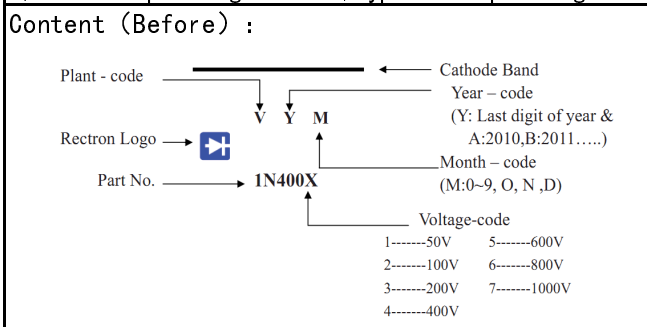 Content (Before) :
Plant - code
Cathode Band
Year – code
V Y M
(Y: Last digit of year &
A:2010,B:2011…..)
Rectron Logo
Month – code
Part No.
1N400X
(M:0~9, O, N ,D)
Voltage-code
1-------50V 5-------600V
2-------100V 6-------800V
3-------200V 7-------1000V
4-------400V